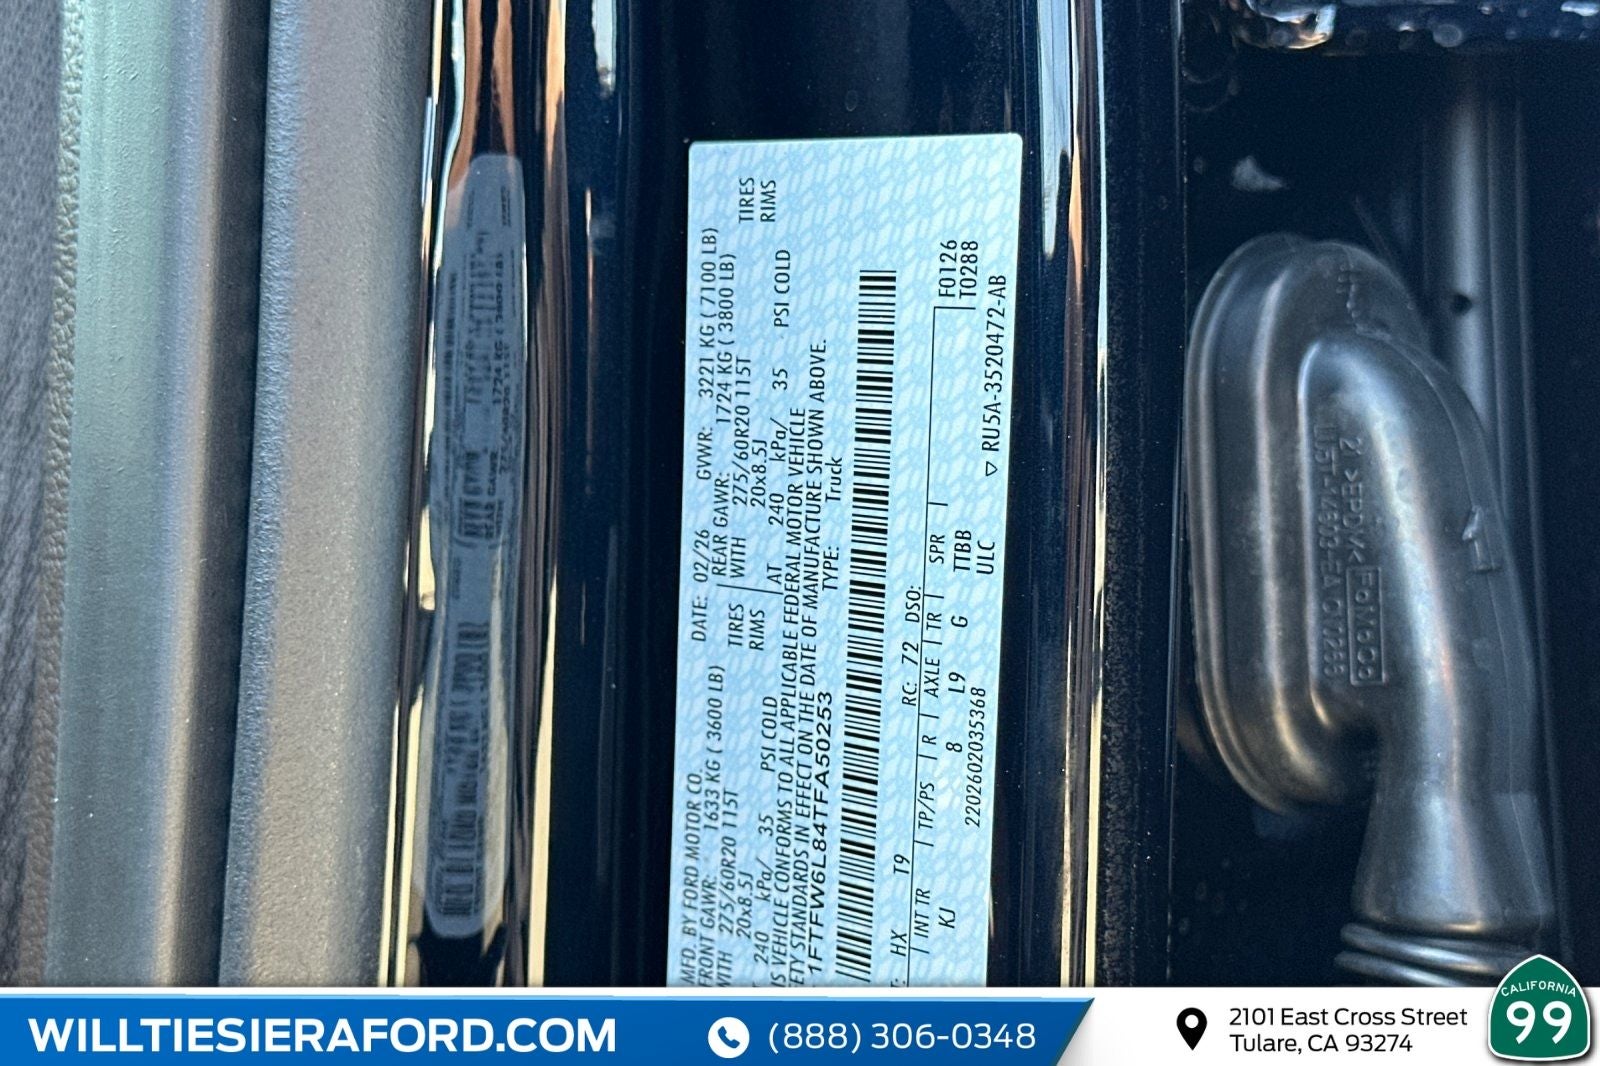 MFD. BY FORD MOTOR CO.
DATE: 02/26
GVWR: 3221 KG ( 7100 LB)
FRONT GAWR: 1633 KG ( 3600 LB)
REAR GAWR: 1724 KG ( 3800 LB)
WITH 275/60R20 115T TIRES
WITH 275/60R20 115T TIRES
20x8.5J RIMS
20x8.5J RIMS
240 kPa/ 35 PSI COLD
AT 240 kPa/ 35 PSI COLD
IS VEHICLE CONFORMS TO ALL APPLICABLE FEDERAL MOTOR VEHICLE
ETY STANDARDS IN EFFECT ON THE DATE OF MANUFACTURE SHOWN ABOVE.
1FTFW6L84TFA50253
TYPE: Truck
HX T9 RC: 72 DSO:
F0126
INT TR | TP/PS | R | AXLE | TR | SPR
T0288
KJ 8 L9 G TTBB
2202602035368 ULC ▽ RU5A-3520472-AB
FoMoCo
WILLTIESIERAFORD.COM
(888) 306-0348
2101 East Cross Street
Tulare, CA 93274
CALIFORNIA
99